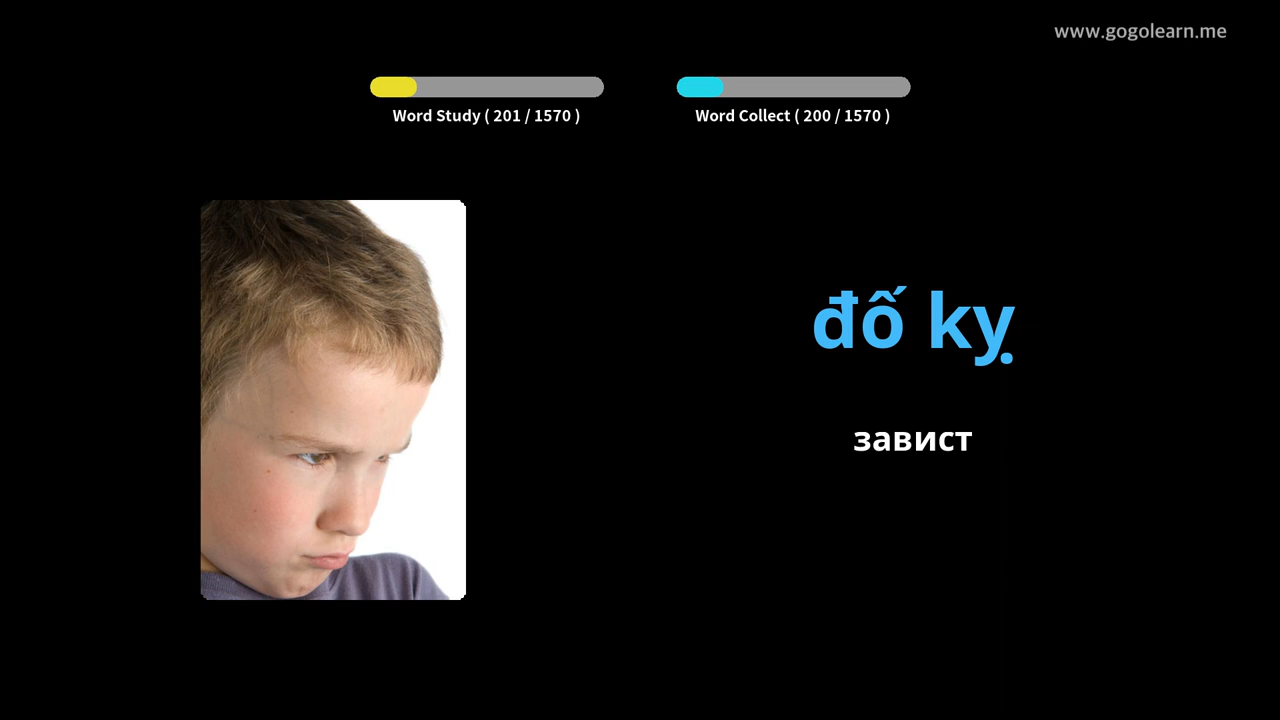 www.gogolearn.me
Word Study ( 201 / 1570 )
Word Collect ( 200 / 1570 )
đố kỵ
завист